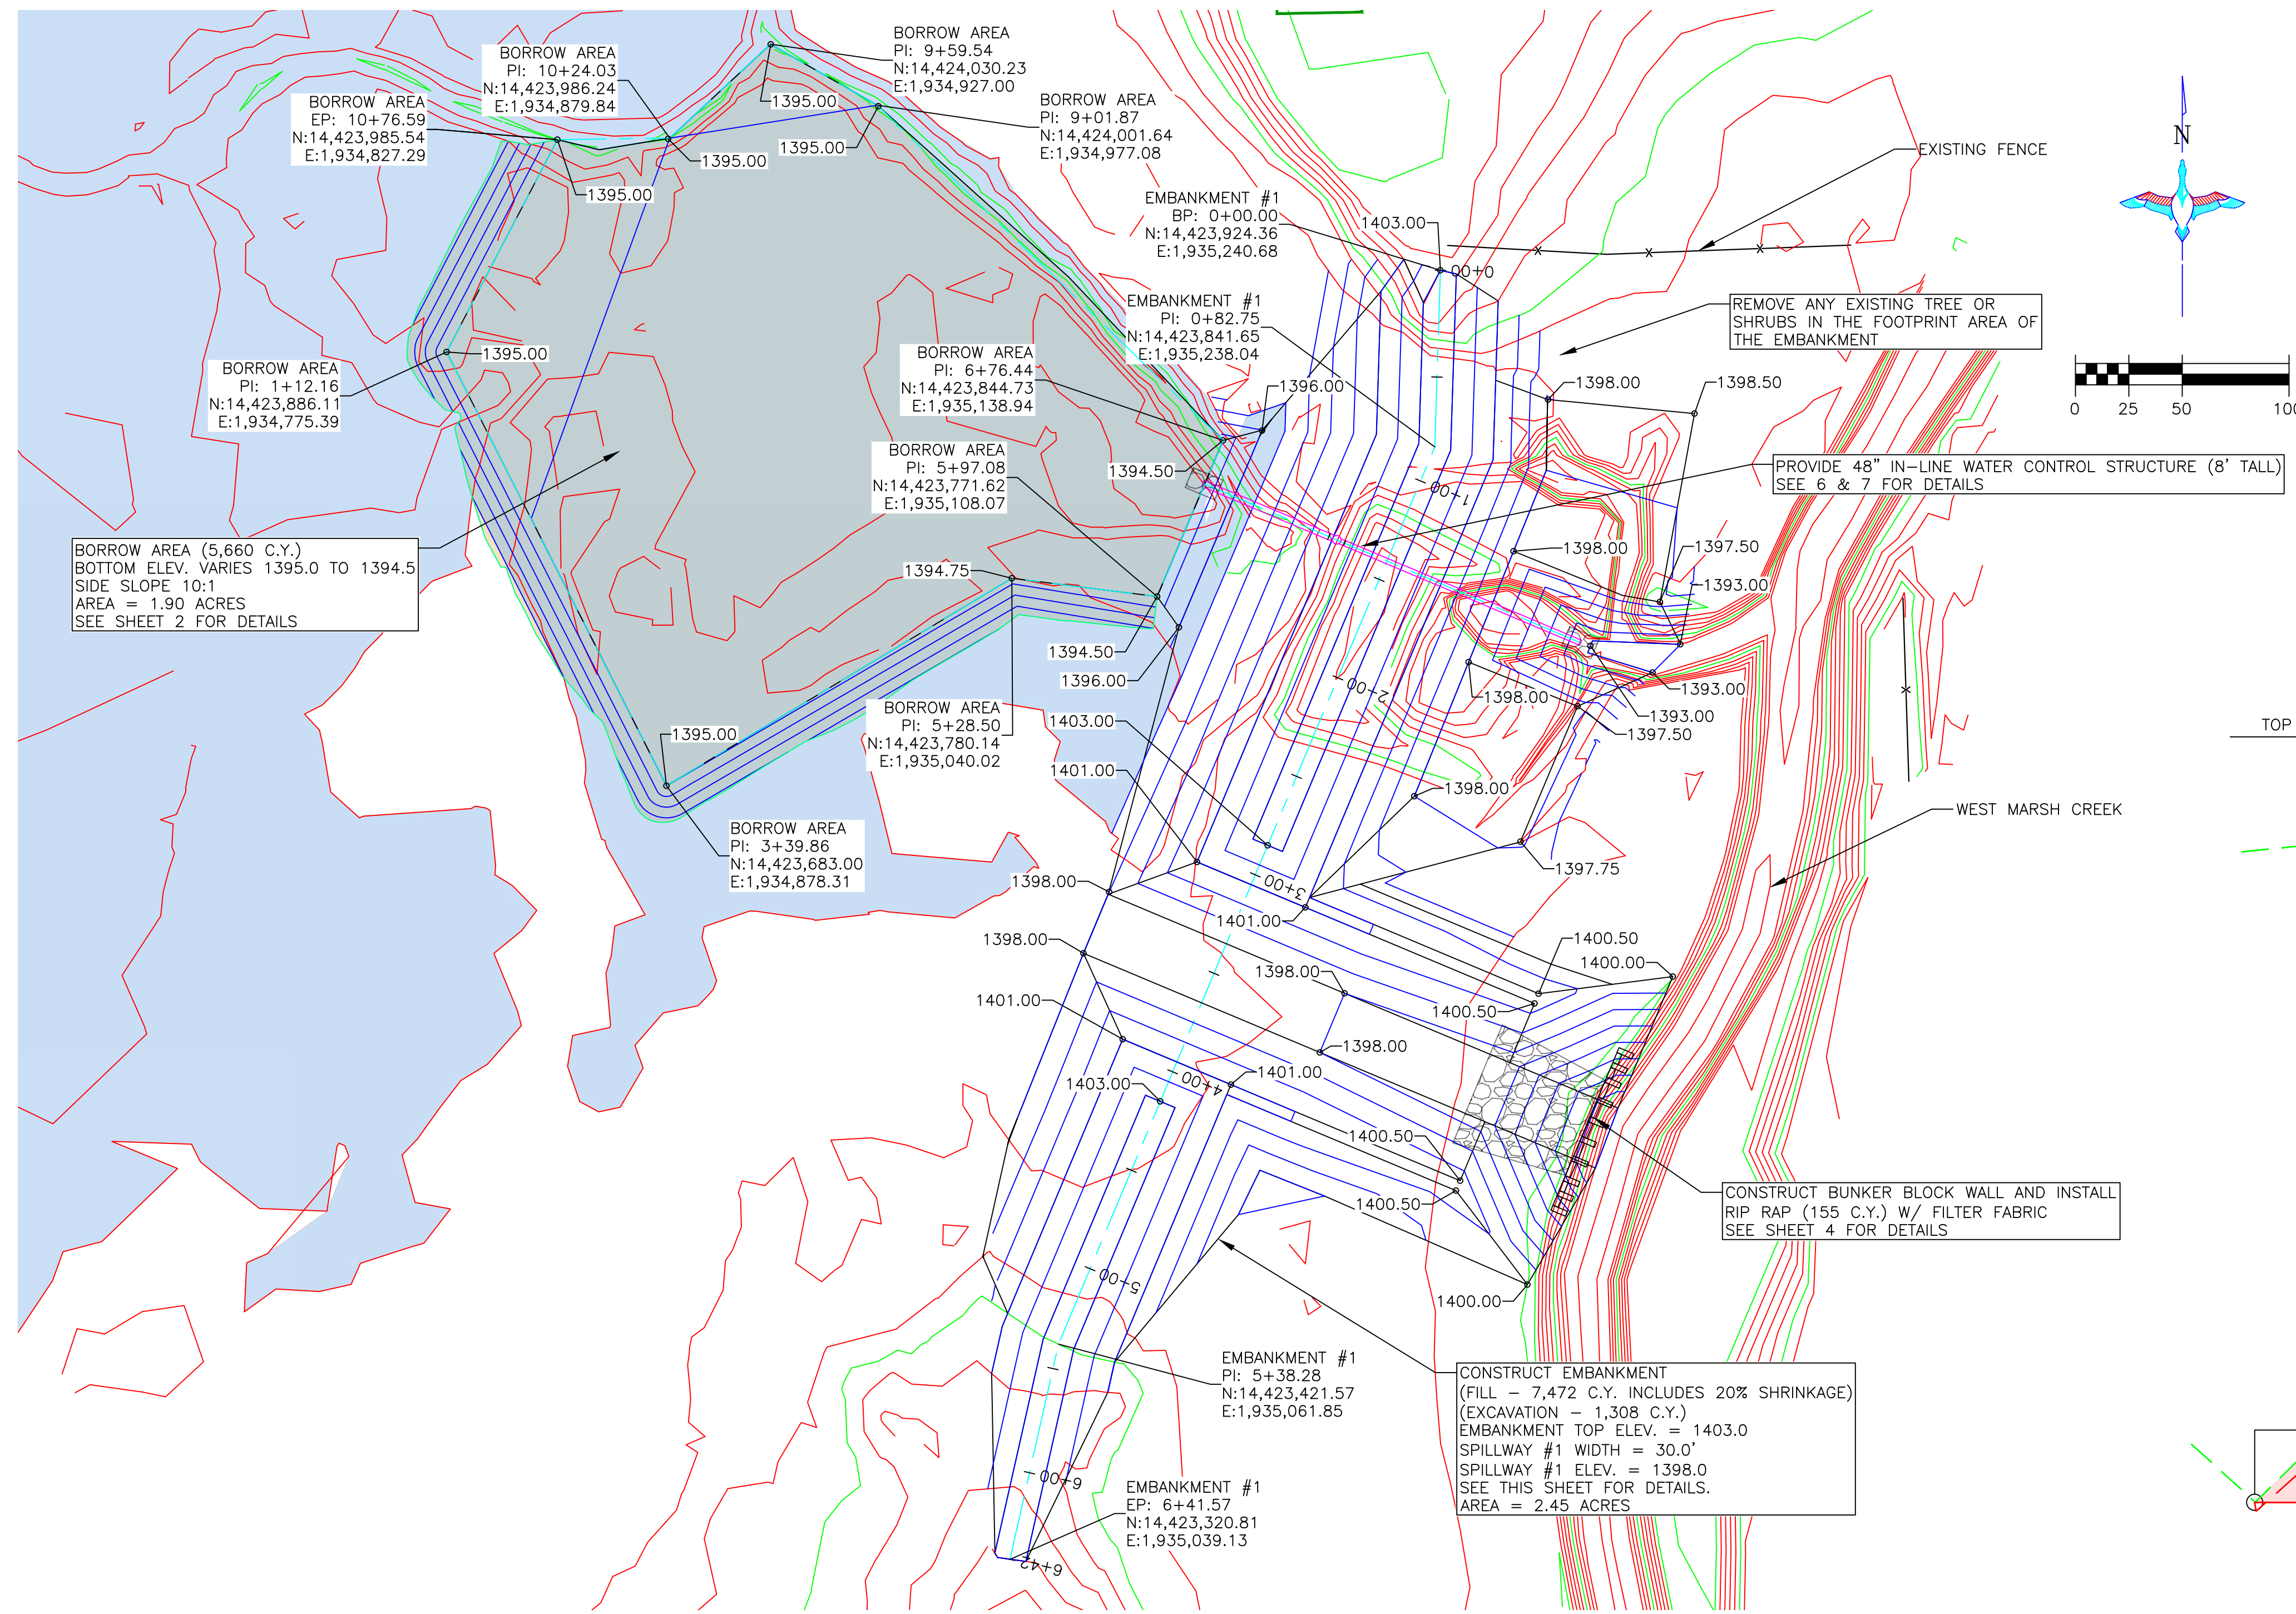 BORROW AREA
PI: 9+59.54
N:14,424,030.23
E:1,934,927.00
BORROW AREA
PI: 10+24.03
N:14,423,986.24
E:1,934,879.84
BORROW AREA
EP: 10+76.59
N:14,423,985.54
E:1,934,827.29
BORROW AREA
PI: 9+01.87
N:14,424,001.64
E:1,934,977.08
1395.00
1395.00
1395.00
1395.00
EXISTING FENCE
X
X
X
N
EMBANKMENT #1
BP: 0+00.00
N:14,423,924.36
E:1,935,240.68
1403.00
0+00
EMBANKMENT #1
PI: 0+82.75
N:14,423,841.65
E:1,935,238.04
REMOVE ANY EXISTING TREE OR
SHRUBS IN THE FOOTPRINT AREA OF
THE EMBANKMENT
BORROW AREA
PI: 1+12.16
N:14,423,886.11
E:1,934,775.39
1395.00
BORROW AREA
PI: 6+76.44
N:14,423,844.73
E:1,935,138.94
1396.00
1398.00
1398.50
0
25
50
BORROW AREA
PI: 5+97.08
N:14,423,771.62
E:1,935,108.07
1394.50
PROVIDE 48" IN-LINE WATER CONTROL STRUCTURE (8' TALL)
SEE 6 & 7 FOR DETAILS
1+00
BORROW AREA (5,660 C.Y.)
BOTTOM ELEV. VARIES 1395.0 TO 1394.5
SIDE SLOPE 10:1
AREA = 1.90 ACRES
SEE SHEET 2 FOR DETAILS
1394.75
1398.00
1397.50
1393.00
1394.50
1396.00
2+00
1398.00
1393.00
1393.00
1397.50
X
BORROW AREA
PI: 5+28.50
N:14,423,780.14
E:1,935,040.02
1403.00
1395.00
TOP
1401.00
1398.00
WEST MARSH CREEK
BORROW AREA
PI: 3+39.86
N:14,423,683.00
E:1,934,878.31
1397.75
1398.00
3+00
1401.00
1398.00
1400.50
1400.00
1398.00
1401.00
1400.50
1398.00
1401.00
1403.00
4+00
1400.50
1400.50
CONSTRUCT BUNKER BLOCK WALL AND INSTALL
RIP RAP (155 C.Y.) W/ FILTER FABRIC
SEE SHEET 4 FOR DETAILS
5+00
1400.00
EMBANKMENT #1
PI: 5+38.28
N:14,423,421.57
E:1,935,061.85
CONSTRUCT EMBANKMENT
(FILL - 7,472 C.Y. INCLUDES 20% SHRINKAGE)
(EXCAVATION - 1,308 C.Y.)
EMBANKMENT TOP ELEV. = 1403.0
SPILLWAY #1 WIDTH = 30.0'
SPILLWAY #1 ELEV. = 1398.0
SEE THIS SHEET FOR DETAILS.
AREA = 2.45 ACRES
6+00
EMBANKMENT #1
EP: 6+41.57
N:14,423,320.81
E:1,935,039.13
6+42